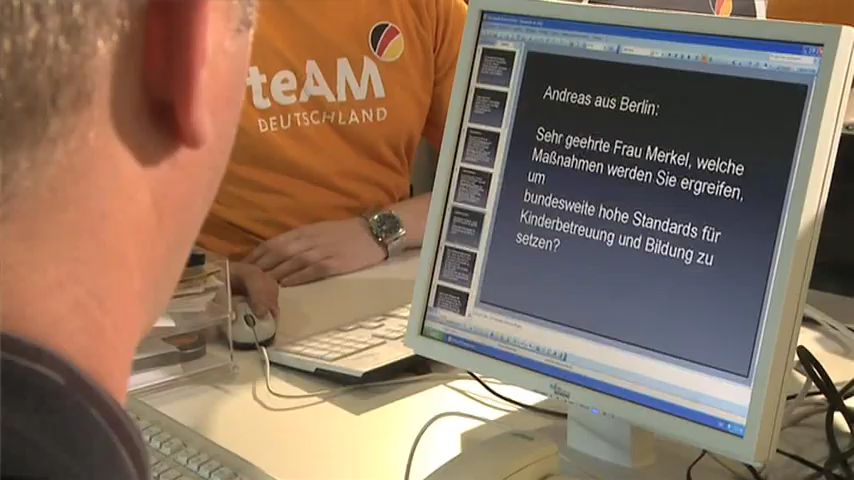 teAM
DEUTSCHLAND
Andreas aus Berlin:
Sehr geehrte Frau Merkel, welche
Maßnahmen werden Sie ergreifen,
um
bundesweite hohe Standards für
Kinderbetreuung und Bildung zu
setzen?